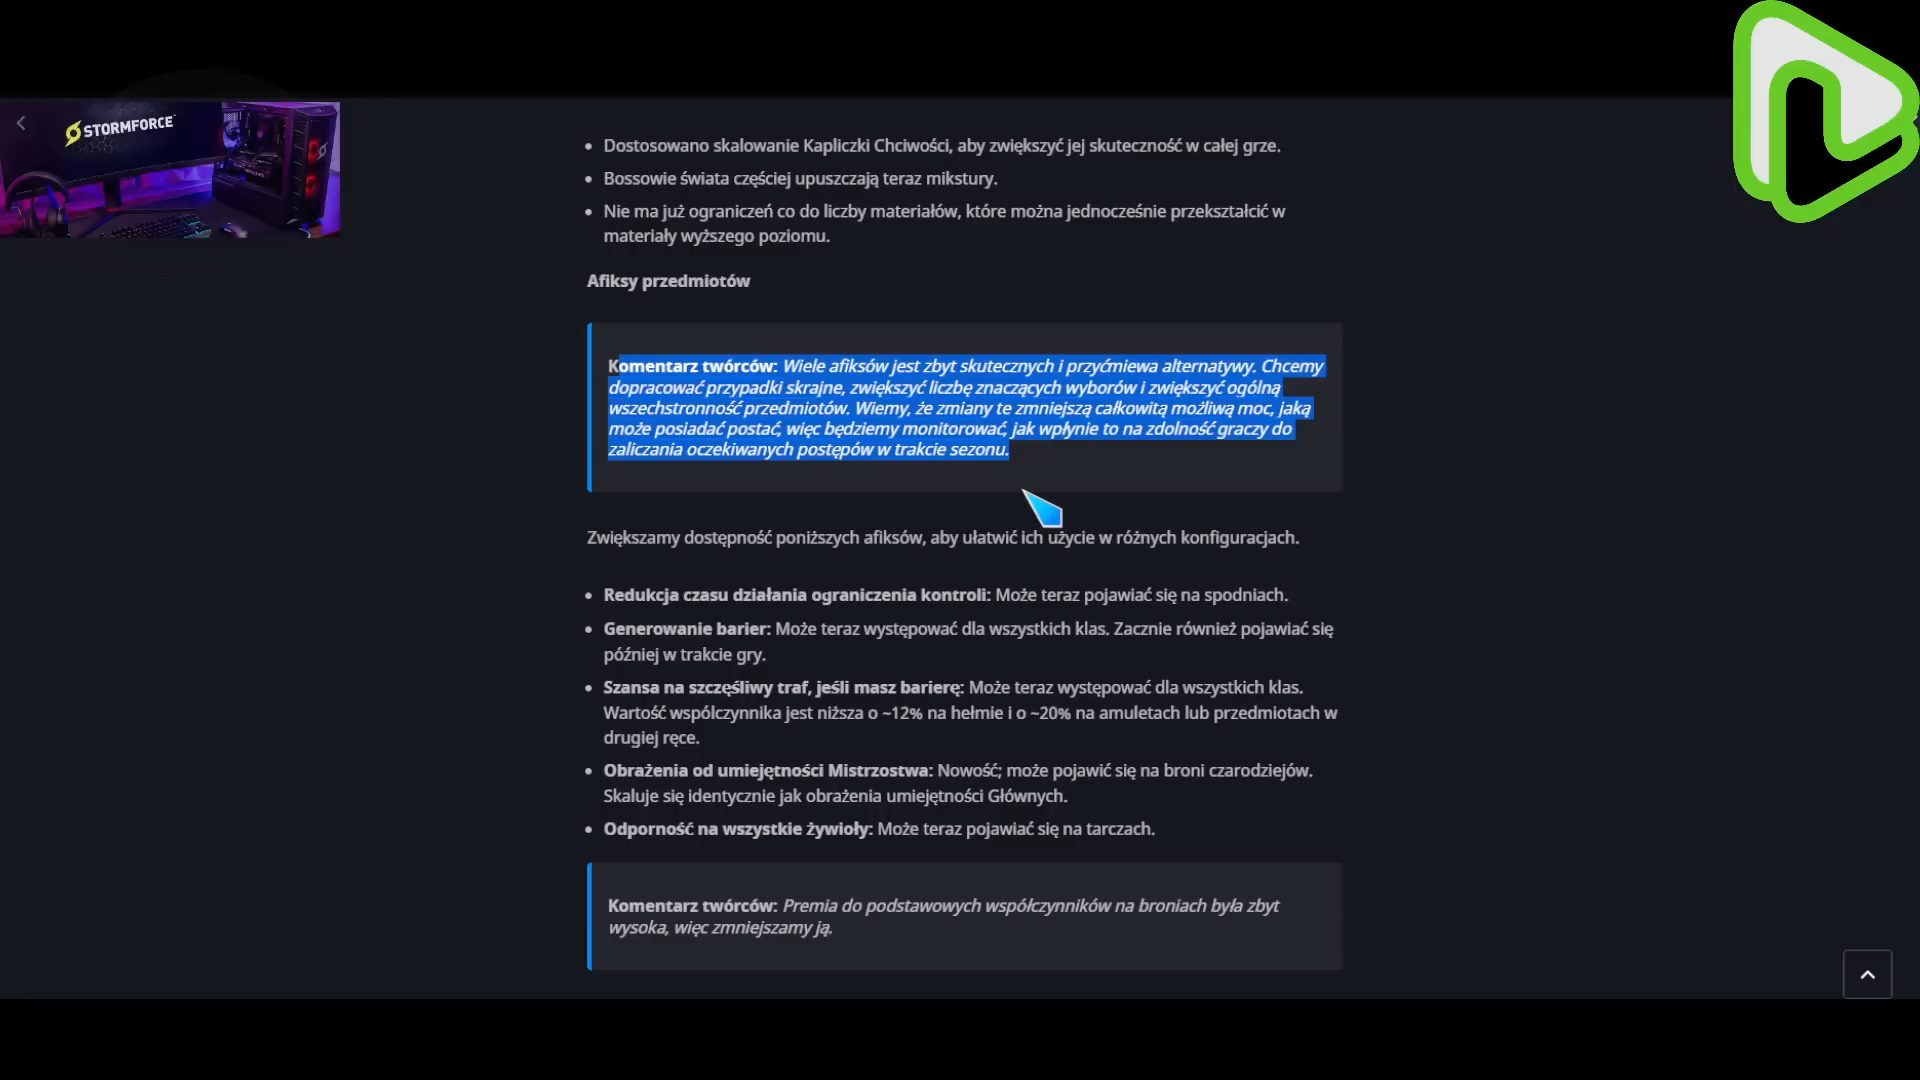 STORMFORCE
Dostosowano skalowanie Kapliczki Chciwości, aby zwiększyć jej skuteczność w całej grze.
Bossowie świata częściej upuszczają teraz mikstury.
Nie ma już ograniczeń co do liczby materiałów, które można jednocześnie przekształcić w
materiały wyższego poziomu.
Afiksy przedmiotów
Komentarz twórców: Wiele afiksów jest zbyt skutecznych i przyćmiewa alternatywy. Chcemy
dopracować przypadki skrajne, zwiększyć liczbę znaczących wyborów i zwiększyć ogólną
wszechstronność przedmiotów. Wiemy, że zmiany te zmniejszą całkowitą możliwą moc, jaką
może posiadać postać, więc będziemy monitorować, jak wpłynie to na zdolność graczy do
zaliczania oczekiwanych postępów w trakcie sezonu.
Zwiększamy dostępność poniższych afiksów, aby ułatwić ich użycie w różnych konfiguracjach.
Redukcja czasu działania ograniczenia kontroli: Może teraz pojawiać się na spodniach.
Generowanie barier: Może teraz występować dla wszystkich klas. Zacznie również pojawiać się
później w trakcie gry.
Szansa na szczęśliwy traf, jeśli masz barierę: Może teraz występować dla wszystkich klas.
Wartość współczynnika jest niższa o ~12% na hełmie i o ~20% na amuletach lub przedmiotach w
drugiej ręce.
Obrażenia od umiejętności Mistrzostwa: Nowość; może pojawić się na broni czarodziejów.
Skaluje się identycznie jak obrażenia umiejętności Głównych.
Odporność na wszystkie żywioły: Może teraz pojawiać się na tarczach.
Komentarz twórców: Premia do podstawowych współczynników na broniach była zbyt
wysoka, więc zmniejszamy ją.